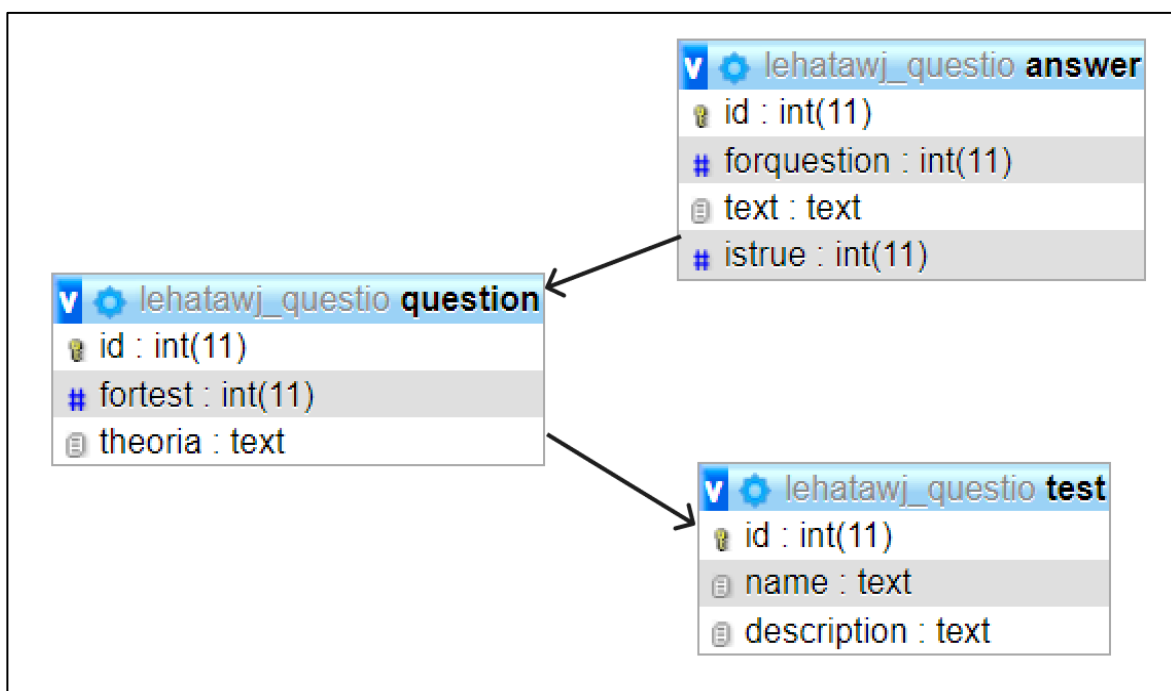 v lehatawj_questio answer
id : int(11)
# forquestion : int(11)
text : text
# istrue : int(11)
v lehatawj_questio question
id : int(11)
# fortest : int(11)
theoria : text
v lehatawj_questio test
id : int(11)
name : text
description : text